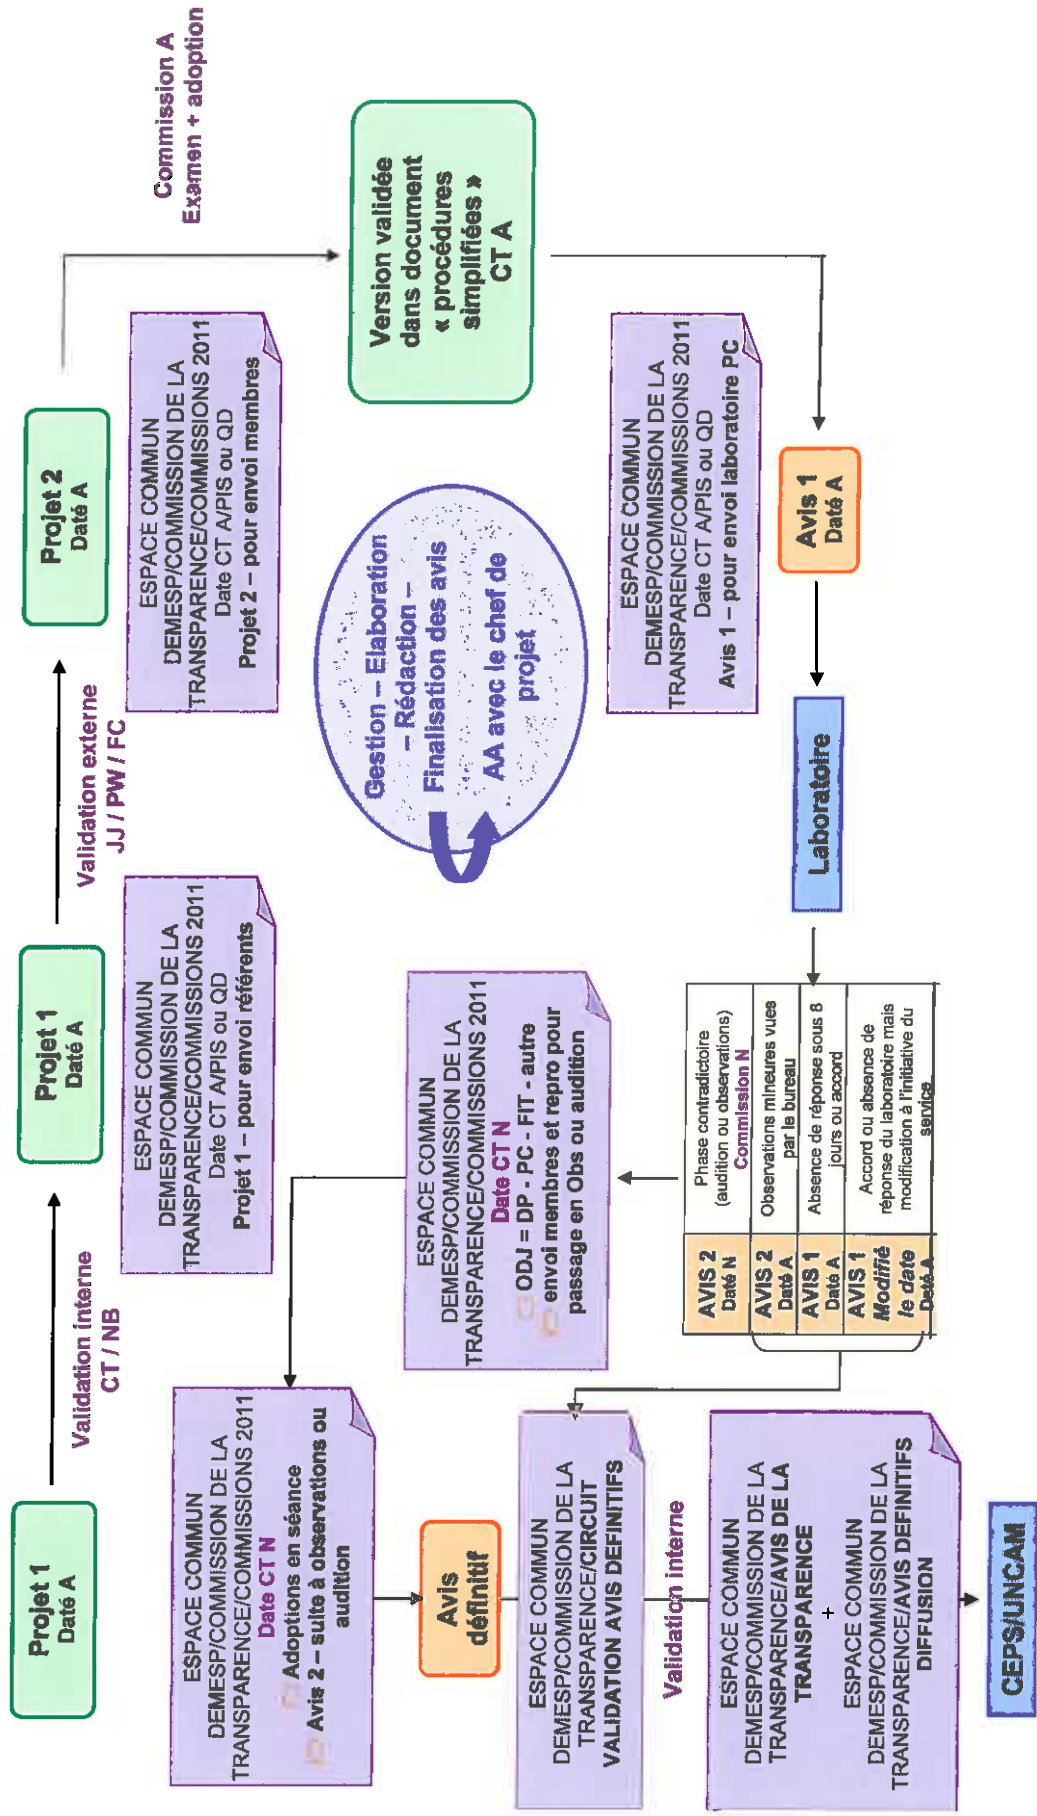 Projet 1
Daté A
Validation interne
CT / NB
Projet 1
Daté A
Validation externe
JJ / PW / FC
Projet 2
Daté A
Commission A
Examen + adoption
ESPACE COMMUN
DEMESP/COMMISSION DE LA
TRANSPARENCE/COMMISSIONS 2011
Date CT A/PIS ou QD
Projet 1 – pour envoi référents
ESPACE COMMUN
DEMESP/COMMISSION DE LA
TRANSPARENCE/COMMISSIONS 2011
Date CT A/PIS ou QD
Projet 2 – pour envoi membres
Version validée
dans document
« procédures
simplifiées »
CT A
Gestion – Elaboration
– Rédaction –
Finalisation des avis
AA avec le chef de
projet
ESPACE COMMUN
DEMESP/COMMISSION DE LA
TRANSPARENCE/COMMISSIONS 2011
Date CT A/PIS ou QD
Avis 1 – pour envoi laboratoire PC
Avis 1
Daté A
Laboratoire
AVIS 2
Daté N
Phase contradictoire
(audition ou observations)
Commission N
AVIS 2
Daté A
Observations mineures vues
par le bureau
AVIS 1
Daté A
Absence de réponse sous 8
jours ou accord
AVIS 1
Modifié
le date
Daté A
Accord ou absence de
réponse du laboratoire mais
modification à l'initiative du
service
ESPACE COMMUN
DEMESP/COMMISSION DE LA
TRANSPARENCE/COMMISSIONS 2011
Date CT N
ODJ = DP - PC - FIT - autre
envoi membres et repro pour
passage en Obs ou audition
ESPACE COMMUN
DEMESP/COMMISSION DE LA
TRANSPARENCE/COMMISSIONS 2011
Date CT N
Adoptions en séance
Avis 2 – suite à observations ou
audition
Avis
définitif
ESPACE COMMUN
DEMESP/COMMISSION DE LA
TRANSPARENCE/CIRCUIT
VALIDATION AVIS DEFINITIFS
Validation interne
ESPACE COMMUN
DEMESP/COMMISSION DE LA
TRANSPARENCE/AVIS DE LA
TRANSPARENCE
+
ESPACE COMMUN
DEMESP/COMMISSION DE LA
TRANSPARENCE/AVIS DEFINITIFS
DIFFUSION
CEPS/UNCAM